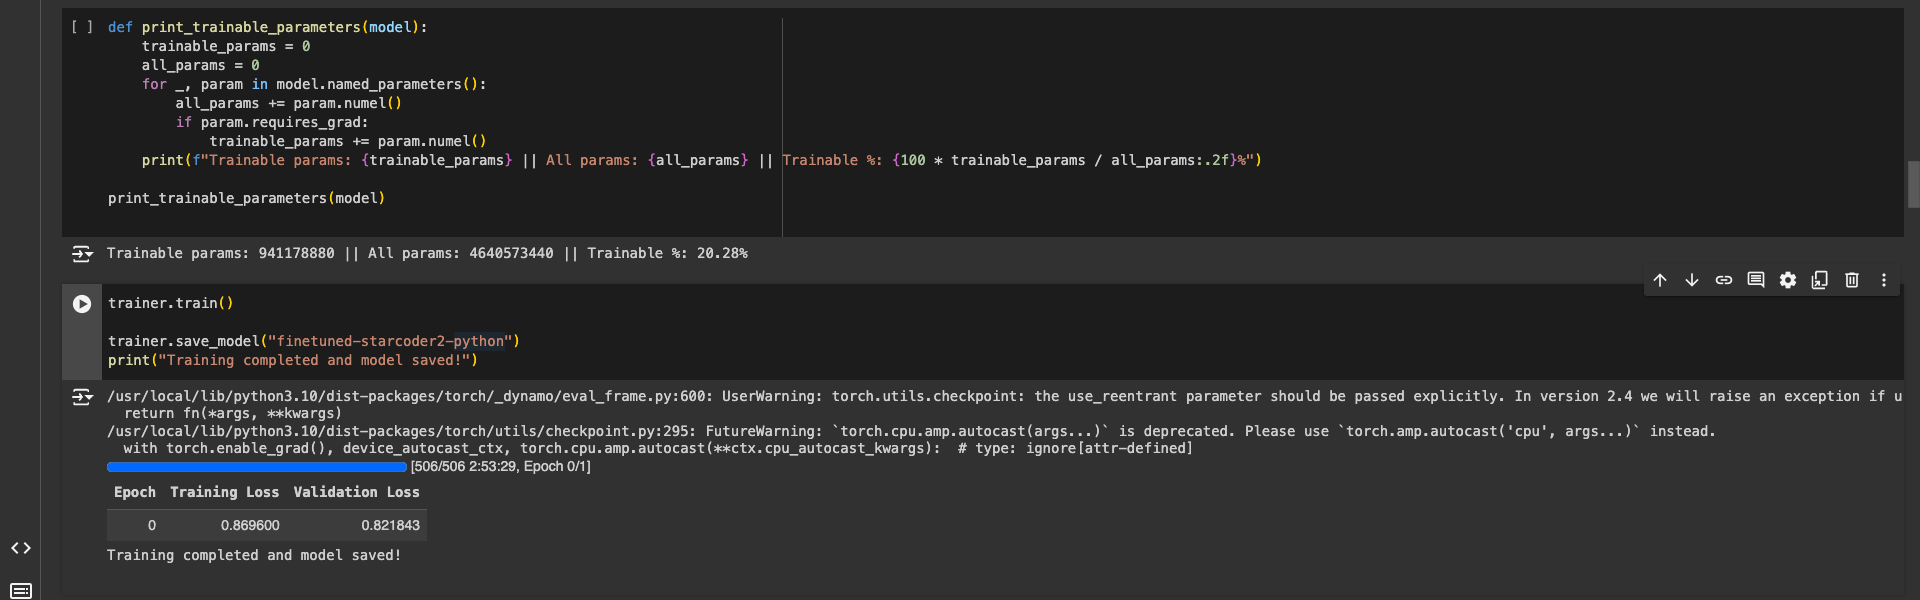 [ ] def print_trainable_parameters(model):
trainable_params = 0
all_params = 0
for _, param in model.named_parameters():
all_params += param.numel()
if param.requires_grad:
trainable_params += param.numel()
print(f"Trainable params: {trainable_params} || All params: {all_params} || Trainable %: {100 * trainable_params / all_params:.2f}%")
print_trainable_parameters(model)
Trainable params: 941178880 || All params: 4640573440 || Trainable %: 20.28%
trainer.train()
trainer.save_model("finetuned-starcoder2-python")
print("Training completed and model saved!")
/usr/local/lib/python3.10/dist-packages/torch/_dynamo/eval_frame.py:600: UserWarning: torch.utils.checkpoint: the use_reentrant parameter should be passed explicitly. In version 2.4 we will raise an exception if u
return fn(*args, **kwargs)
/usr/local/lib/python3.10/dist-packages/torch/utils/checkpoint.py:295: FutureWarning: `torch.cpu.amp.autocast(args...)` is deprecated. Please use `torch.amp.autocast('cpu', args...)` instead.
with torch.enable_grad(), device_autocast_ctx, torch.cpu.amp.autocast(**ctx.cpu_autocast_kwargs):  # type: ignore[attr-defined]
[506/506 2:53:29, Epoch 0/1]
Epoch Training Loss Validation Loss
0 0.869600 0.821843
Training completed and model saved!